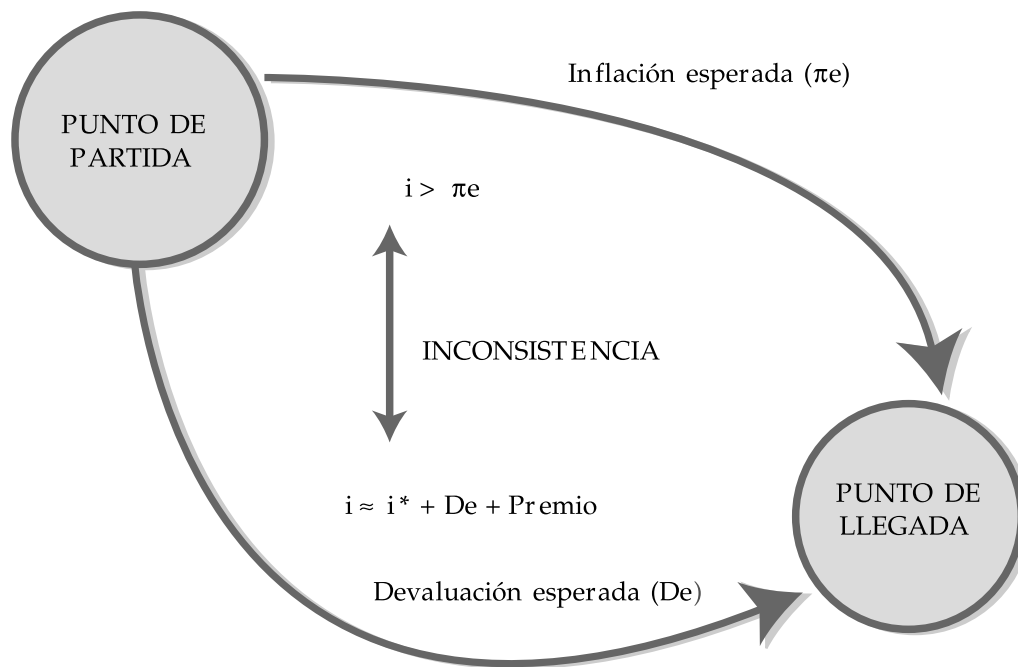 Inflación esperada (πe)
PUNTO DE
PARTIDA
i > πe
INCONSISTENCIA
i ≈ i* + De + Premio
PUNTO DE
LLEGADA
Devaluación esperada (De)